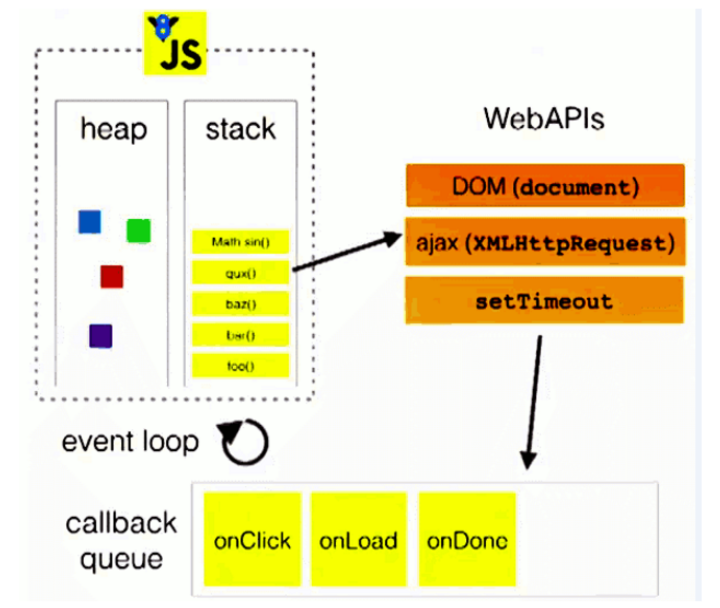 JS
heap
stack
WebAPIs
DOM (document)
ajax (XMLHttpRequest)
setTimeout
Math sin()
qux()
baz()
bar()
foo()
event loop
callback
queue
onClick
onLoad
onDone